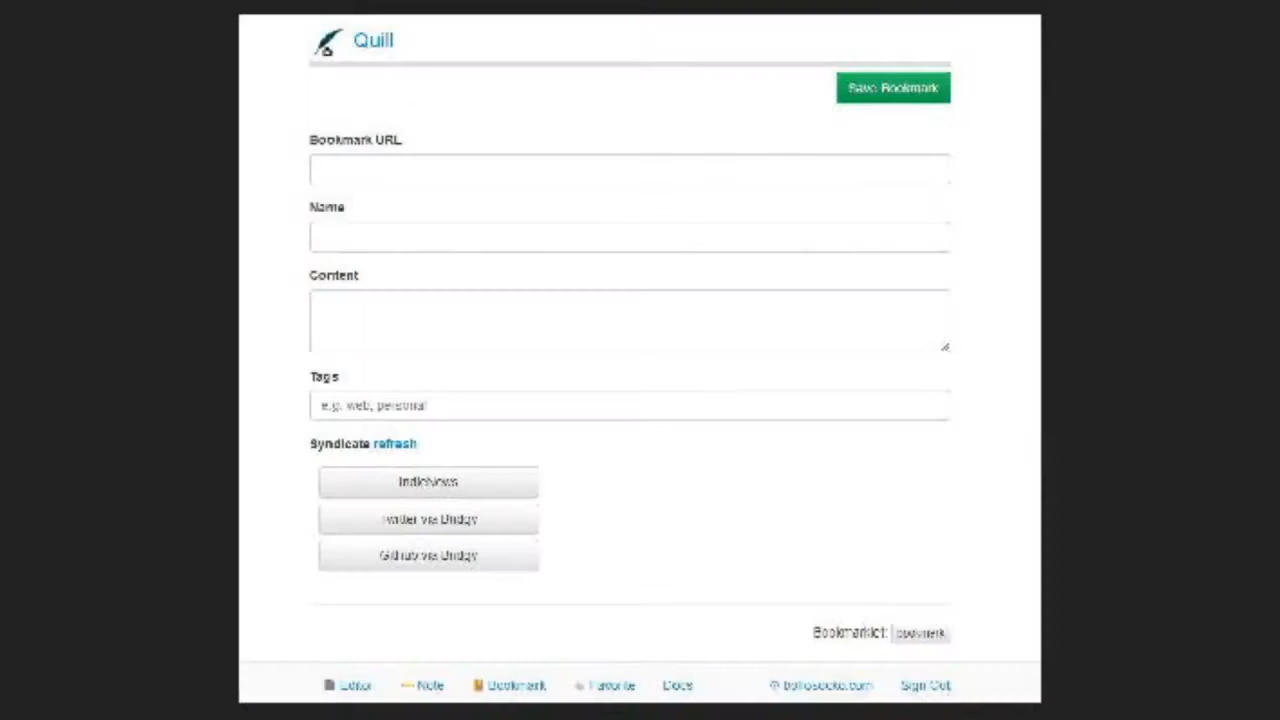 Quill
Save Bookmark
Bookmark URL
Name
Content
Tags
e.g. web, personal
Syndicate refresh
IndieNews
Twitter via Bridgy
Github via Bridgy
Bookmarklet: bookmark
Editor Note Bookmark Favorite Docs Sign Out